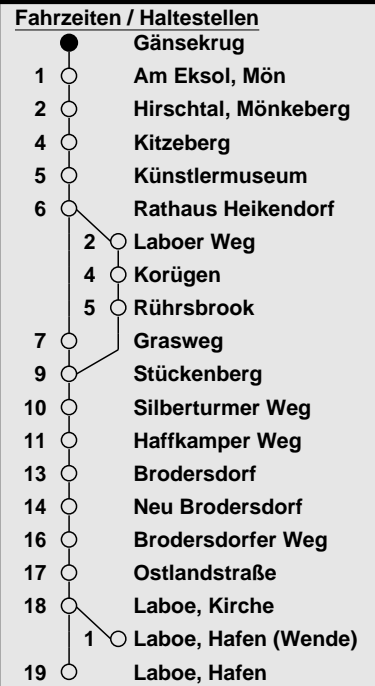 Fahrzeiten / Haltestellen
Gänsekrug
1 Am Eksol, Mön
2 Hirschtal, Mönkeberg
4 Kitzeberg
5 Künstlermuseum
6 Rathaus Heikendorf
2 Laboer Weg
4 Korügen
5 Rührsbrook
7 Grasweg
9 Stückenberg
10 Silberturmer Weg
11 Haffkamper Weg
13 Brodersdorf
14 Neu Brodersdorf
16 Brodersdorfer Weg
17 Ostlandstraße
18 Laboe, Kirche
1 Laboe, Hafen (Wende)
19 Laboe, Hafen